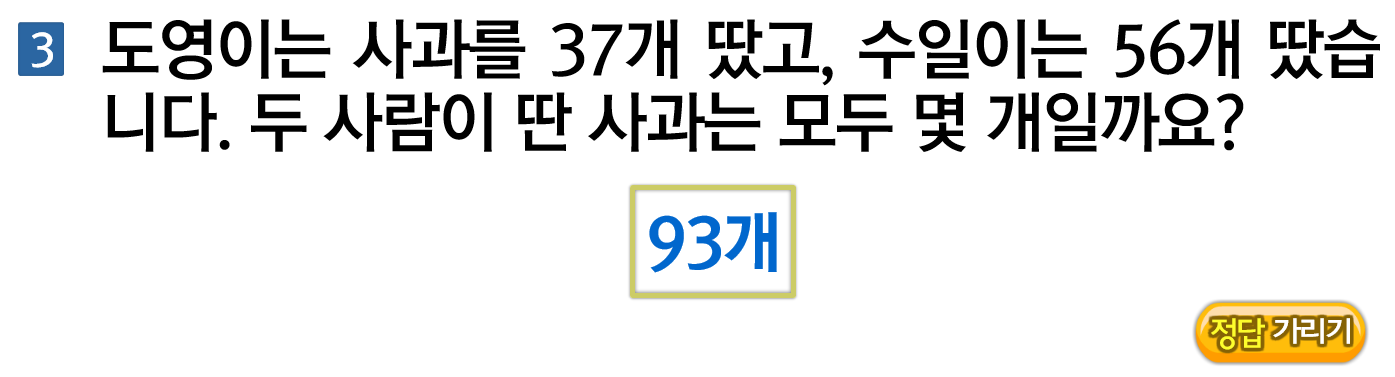 3 도영이는 사과를 37개 땄고, 수일이는 56개 땄습
니다. 두 사람이 딴 사과는 모두 몇 개일까요?
93개
정답 가리기